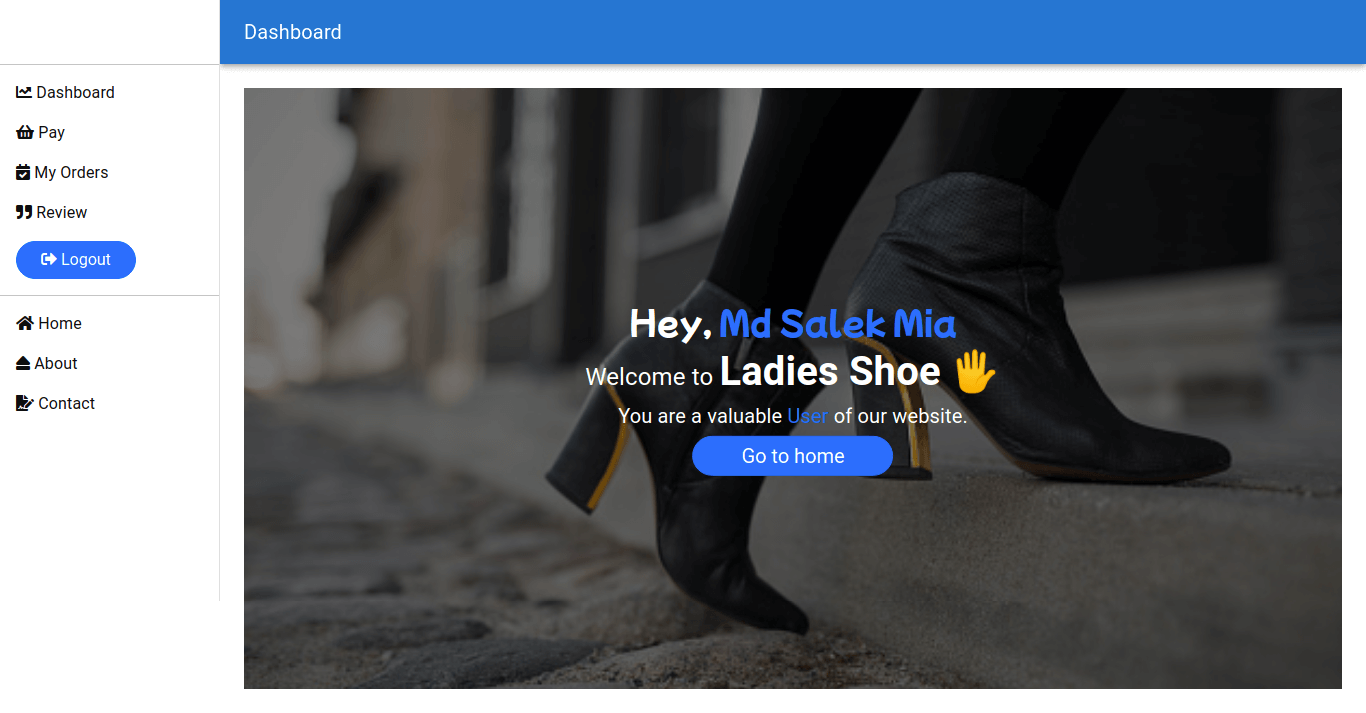 Dashboard
Dashboard
Pay
My Orders
Review
Logout
Home
About
Contact
Hey, Md Salek Mia
Welcome to Ladies Shoe 🖐
You are a valuable User of our website.
Go to home